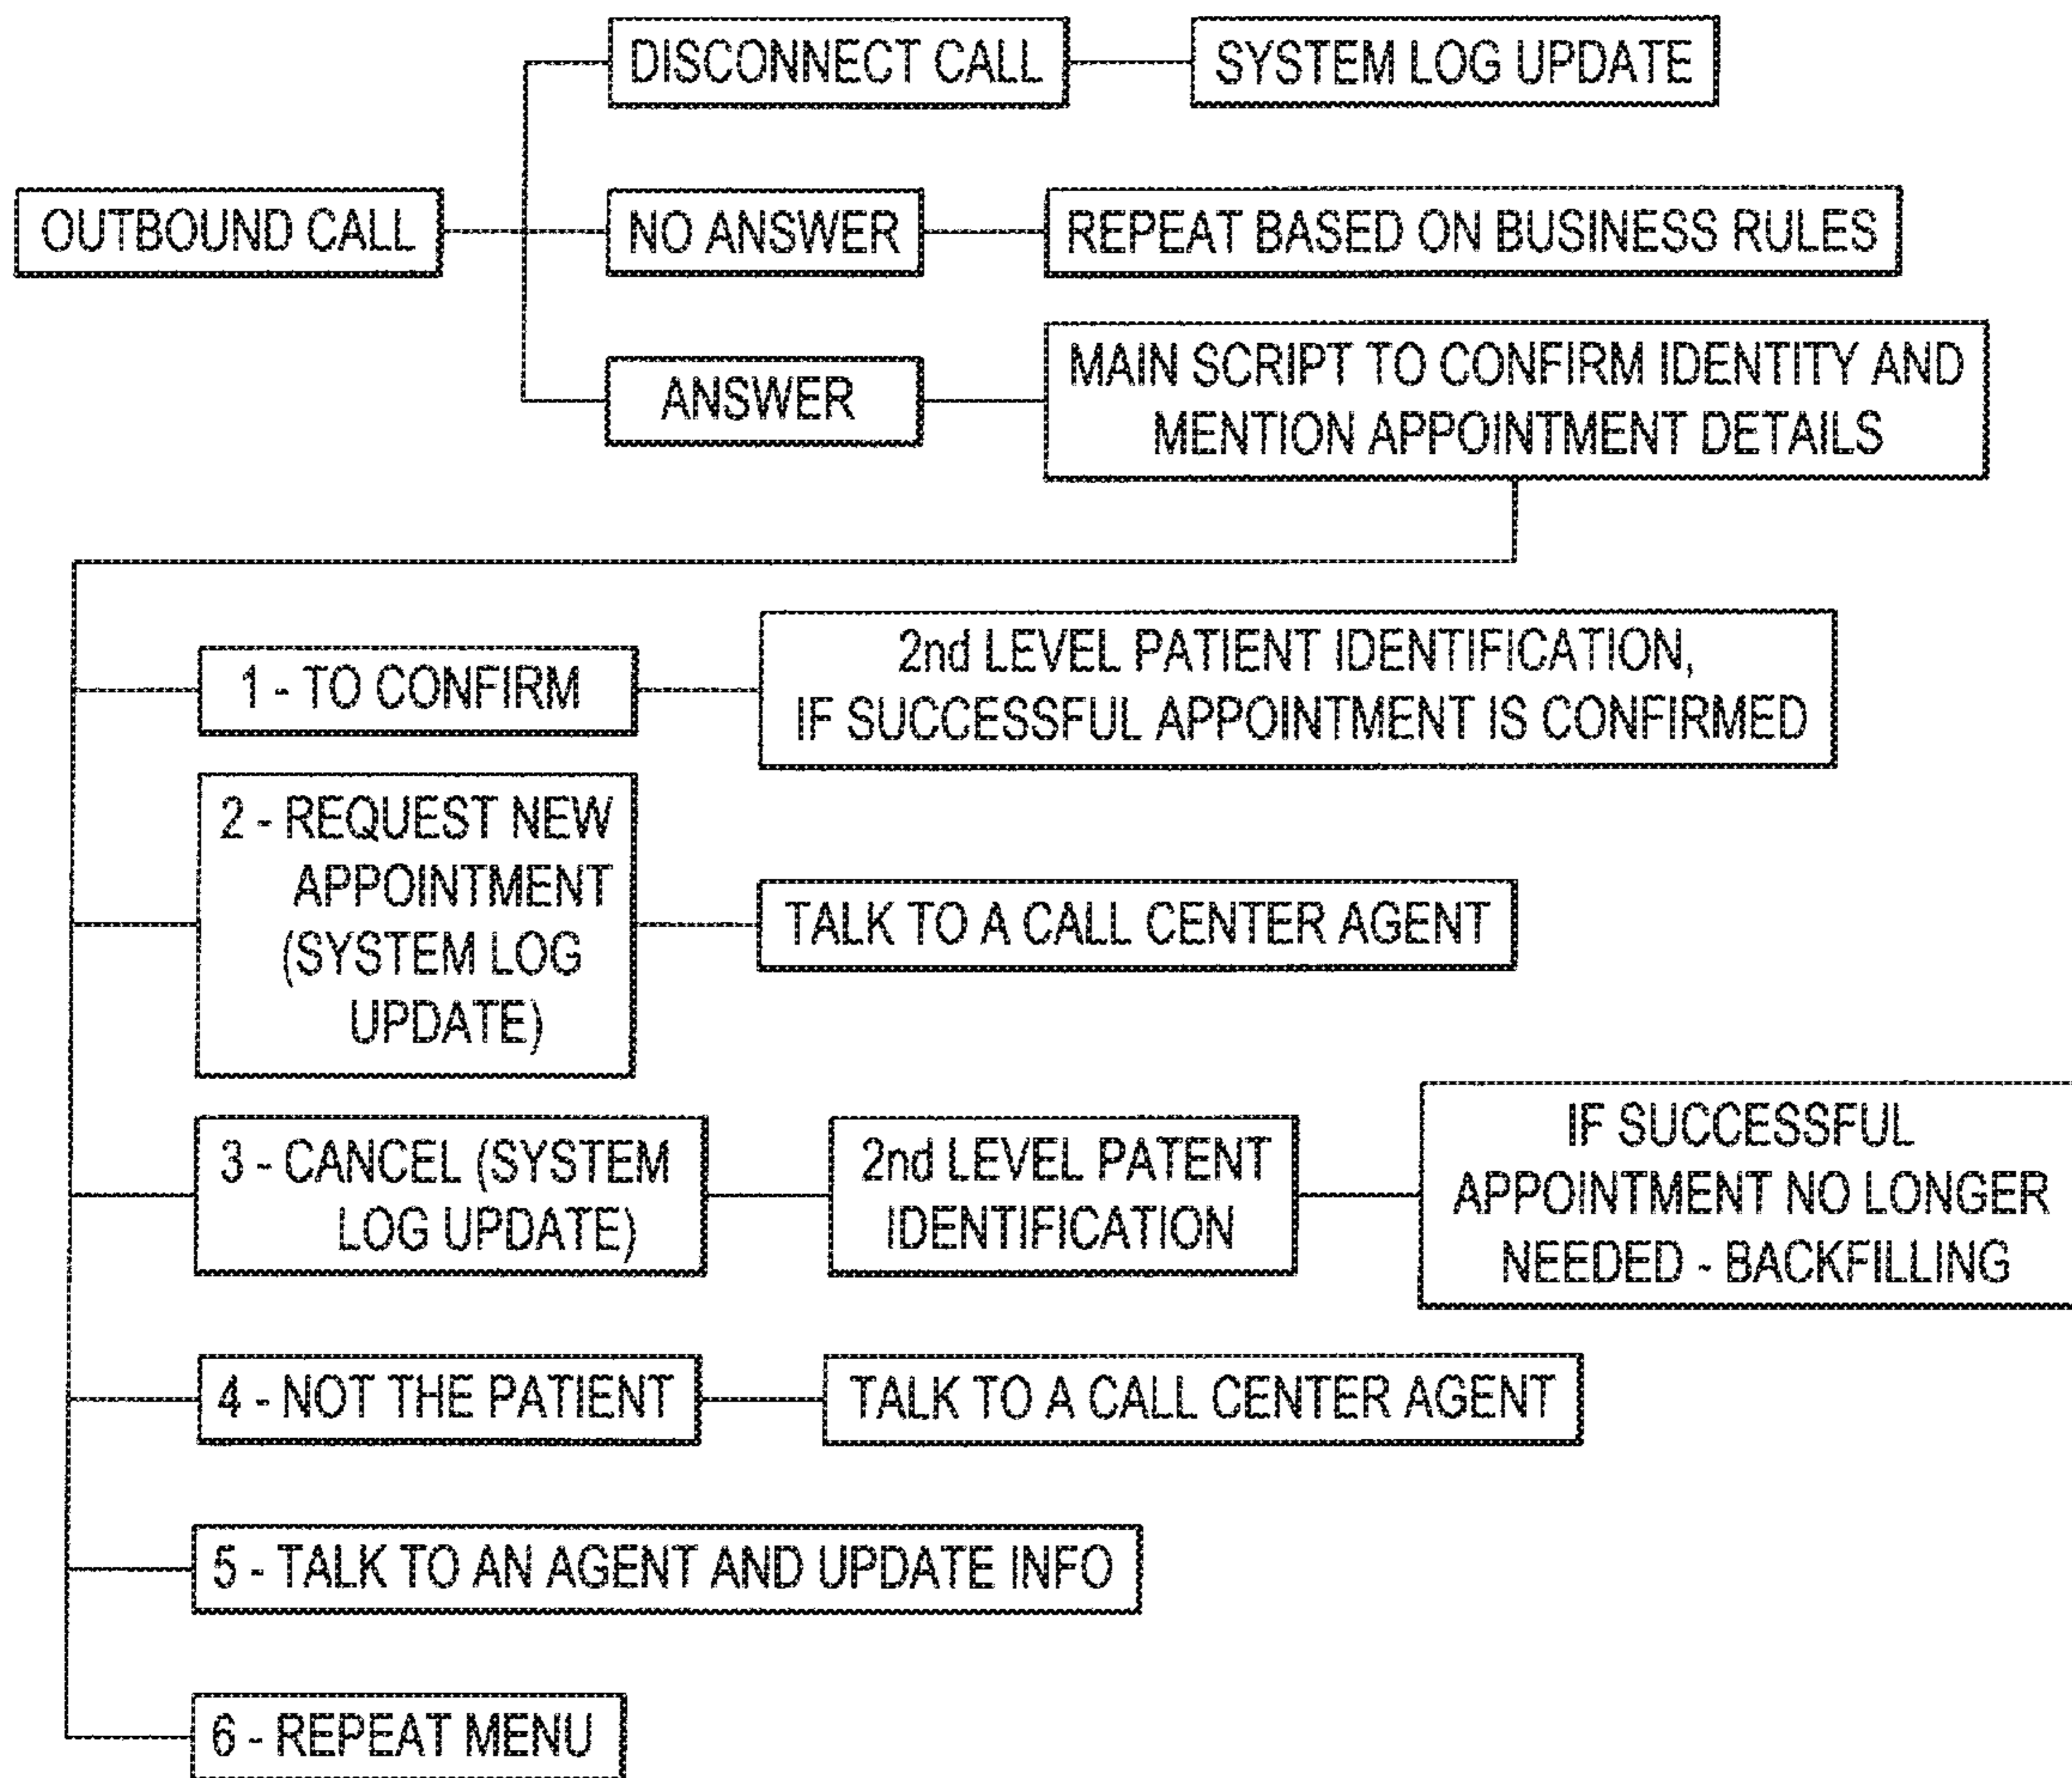 DISCONNECT CALL
SYSTEM LOG UPDATE
OUTBOUND CALL
NO ANSWER
REPEAT BASED ON BUSINESS RULES
ANSWER
MAIN SCRIPT TO CONFIRM IDENTITY AND
MENTION APPOINTMENT DETAILS
1 - TO CONFIRM
2nd LEVEL PATIENT IDENTIFICATION,
IF SUCCESSFUL APPOINTMENT IS CONFIRMED
2 - REQUEST NEW
APPOINTMENT
(SYSTEM LOG
UPDATE)
TALK TO A CALL CENTER AGENT
3 - CANCEL (SYSTEM
LOG UPDATE)
2nd LEVEL PATENT
IDENTIFICATION
IF SUCCESSFUL
APPOINTMENT NO LONGER
NEEDED - BACKFILLING
4 - NOT THE PATIENT
TALK TO A CALL CENTER AGENT
5 - TALK TO AN AGENT AND UPDATE INFO
6 - REPEAT MENU